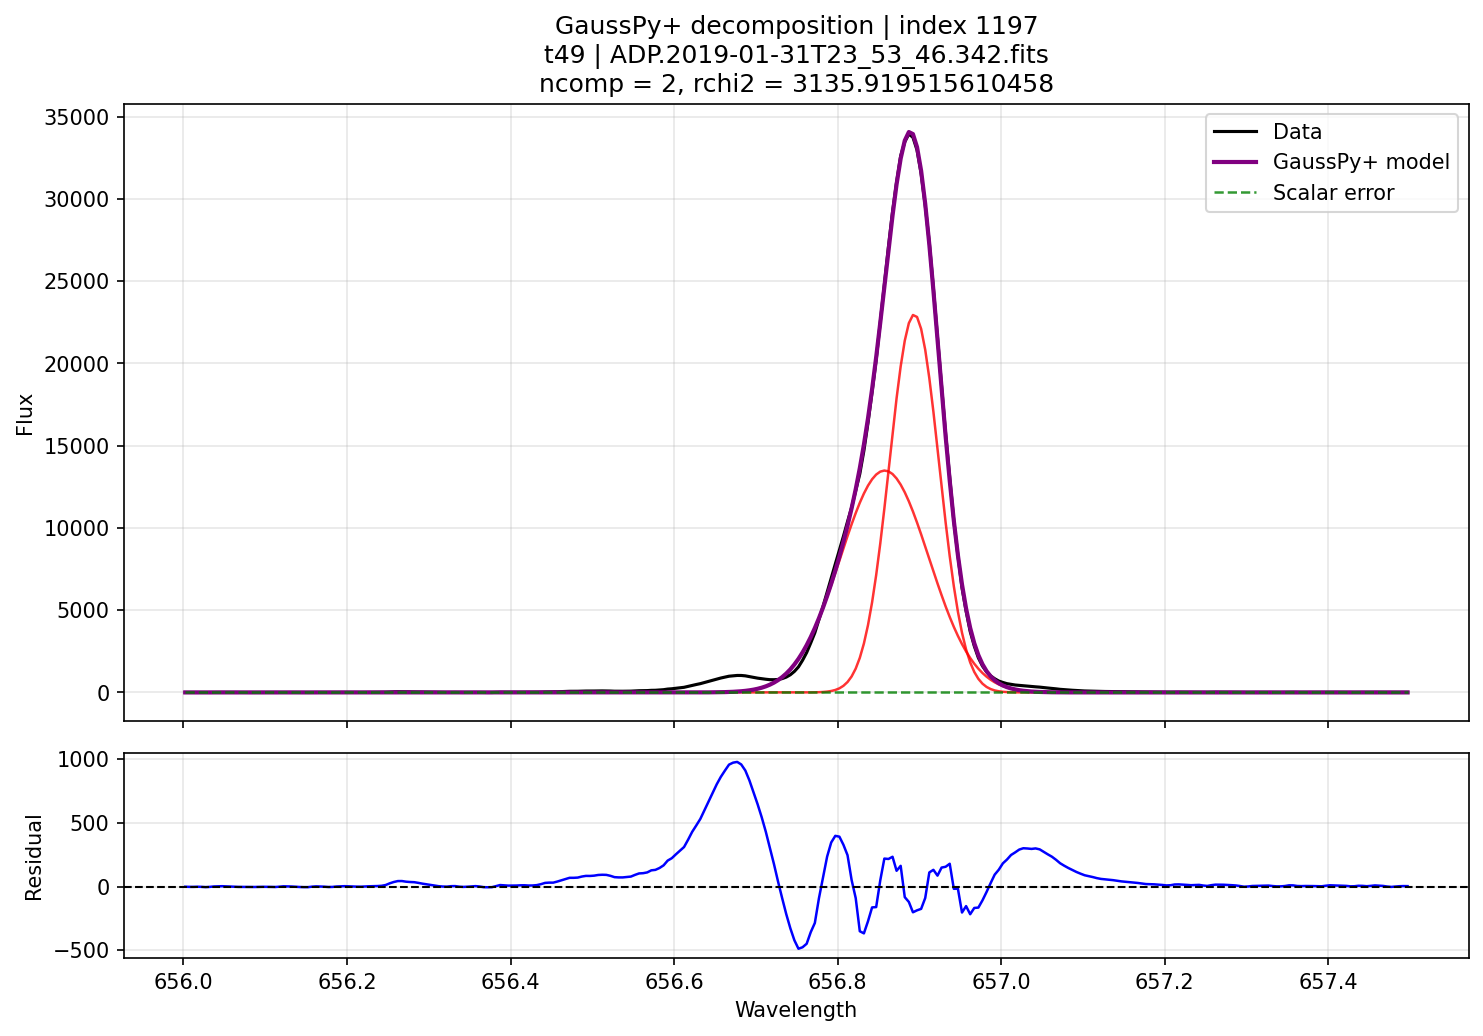 GaussPy+ decomposition | index 1197
t49 | ADP.2019-01-31T23_53_46.342.fits
ncomp = 2, rchi2 = 3135.919515610458
Data
GaussPy+ model
Scalar error
Flux
35000
30000
25000
20000
15000
10000
5000
0
Residual
1000
500
0
−500
656.0 656.2 656.4 656.6 656.8 657.0 657.2 657.4
Wavelength